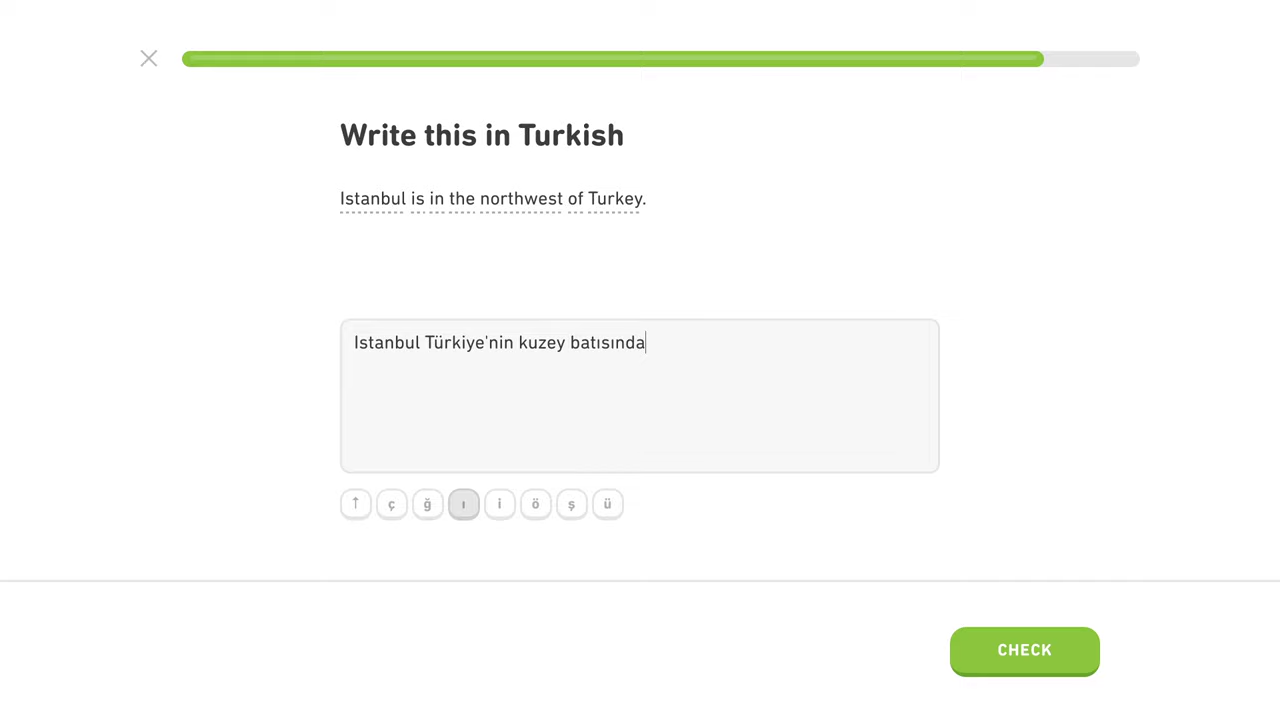 Write this in Turkish
Istanbul is in the northwest of Turkey.
Istanbul Türkiye'nin kuzey batısında
↑ ç ğ ı i ö ş ü
CHECK